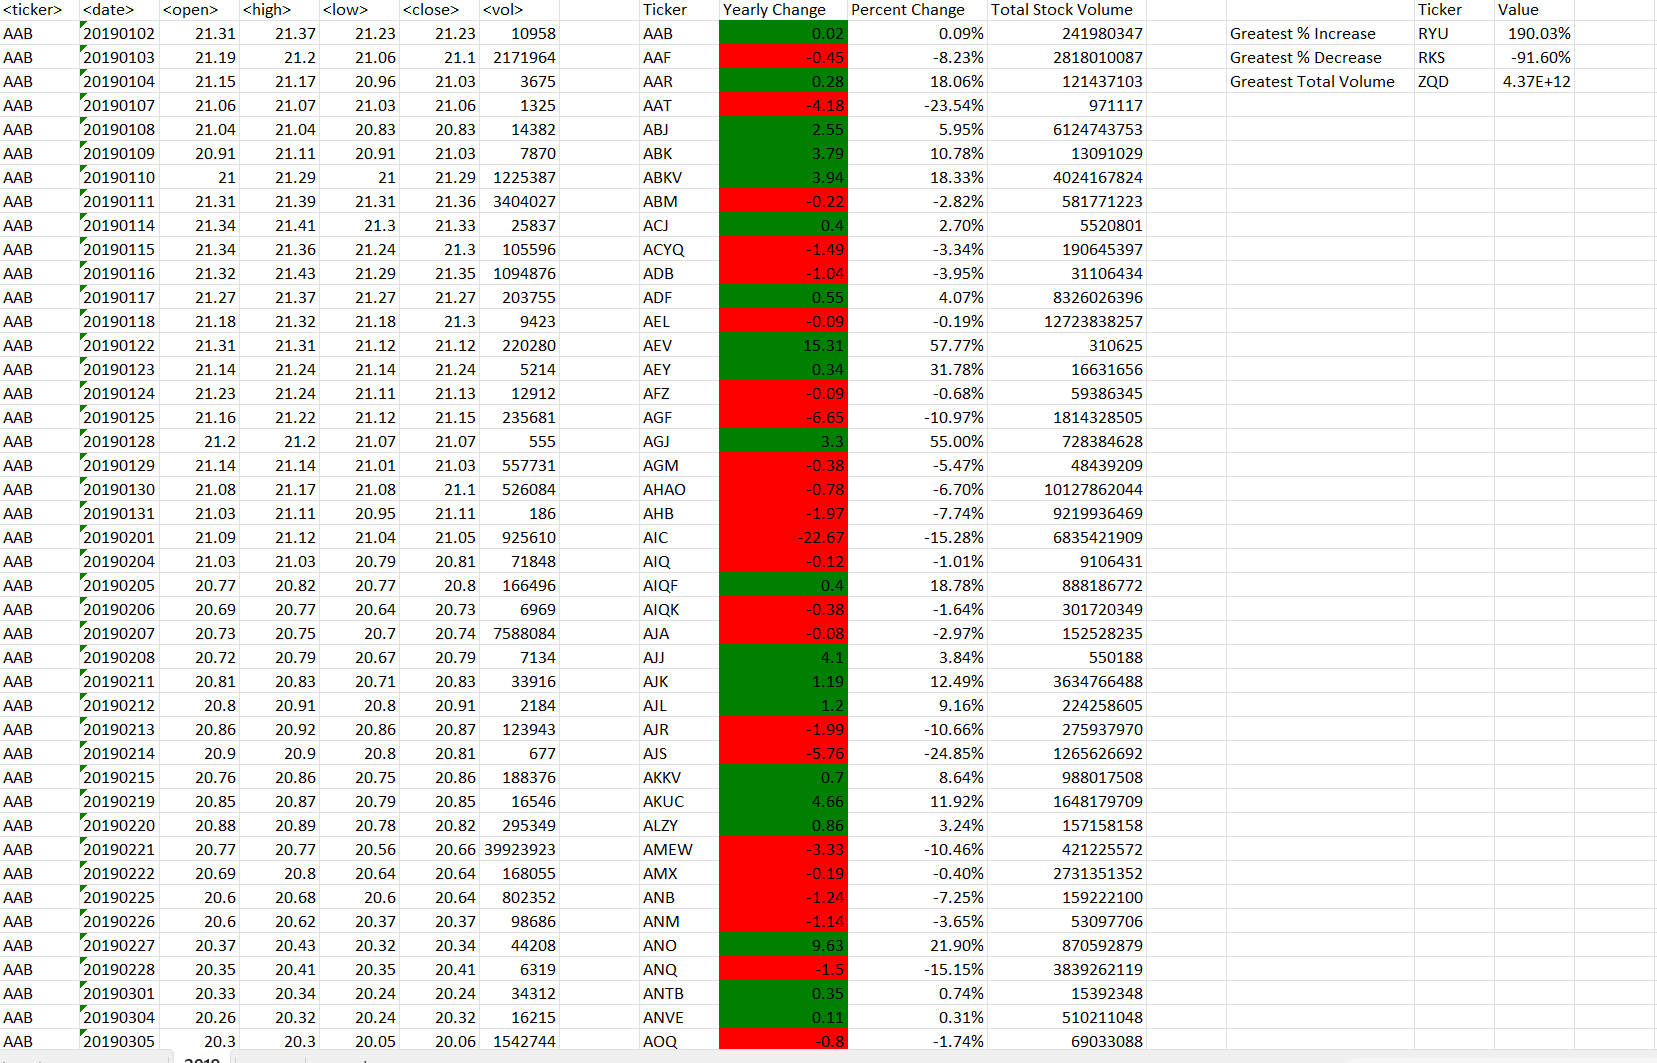 <ticker> <date> <open> <high> <low> <close> <vol> Ticker Yearly Change Percent Change Total Stock Volume Ticker Value
AAB 20190102 21.31 21.37 21.23 21.23 10958 AAB 0.02 0.09% 241980347 Greatest % Increase RYU 190.03%
AAB 20190103 21.19 21.2 21.06 21.1 2171964 AAF -0.45 -8.23% 2818010087 Greatest % Decrease RKS -91.60%
AAB 20190104 21.15 21.17 20.96 21.03 3675 AAR 0.28 18.06% 121437103 Greatest Total Volume ZQD 4.37E+12
AAB 20190107 21.06 21.07 21.03 21.06 1325 AAT -4.18 -23.54% 971117
AAB 20190108 21.04 21.04 20.83 20.83 14382 ABJ 2.55 5.95% 6124743753
AAB 20190109 20.91 21.11 20.91 21.03 7870 ABK 3.79 10.78% 13091029
AAB 20190110 21 21.29 21 21.29 1225387 ABKV 3.94 18.33% 4024167824
AAB 20190111 21.31 21.39 21.31 21.36 3404027 ABM -0.22 -2.82% 581771223
AAB 20190114 21.34 21.41 21.3 21.33 25837 ACJ 0.4 2.70% 5520801
AAB 20190115 21.34 21.36 21.24 21.3 105596 ACYQ -1.49 -3.34% 190645397
AAB 20190116 21.32 21.43 21.29 21.35 1094876 ADB -1.04 -3.95% 31106434
AAB 20190117 21.27 21.37 21.27 21.27 203755 ADF 0.55 4.07% 8326026396
AAB 20190118 21.18 21.32 21.18 21.3 9423 AEL -0.09 -0.19% 12723838257
AAB 20190122 21.31 21.31 21.12 21.12 220280 AEV 15.31 57.77% 310625
AAB 20190123 21.14 21.24 21.14 21.24 5214 AEY 0.34 31.78% 16631656
AAB 20190124 21.23 21.24 21.11 21.13 12912 AFZ -0.09 -0.68% 59386345
AAB 20190125 21.16 21.22 21.12 21.15 235681 AGF -6.65 -10.97% 1814328505
AAB 20190128 21.2 21.2 21.07 21.07 555 AGJ 3.3 55.00% 728384628
AAB 20190129 21.14 21.14 21.01 21.03 557731 AGM -0.38 -5.47% 48439209
AAB 20190130 21.08 21.17 21.08 21.1 526084 AHAO -0.78 -6.70% 10127862044
AAB 20190131 21.03 21.11 20.95 21.11 186 AHB -1.97 -7.74% 9219936469
AAB 20190201 21.09 21.12 21.04 21.05 925610 AIC -22.67 -15.28% 6835421909
AAB 20190204 21.03 21.03 20.79 20.81 71848 AIQ -0.12 -1.01% 9106431
AAB 20190205 20.77 20.82 20.77 20.8 166496 AIQF 0.4 18.78% 888186772
AAB 20190206 20.69 20.77 20.64 20.73 6969 AIQK -0.38 -1.64% 301720349
AAB 20190207 20.73 20.75 20.7 20.74 7588084 AJA -0.08 -2.97% 152528235
AAB 20190208 20.72 20.79 20.67 20.79 7134 AJJ 4.1 3.84% 550188
AAB 20190211 20.81 20.83 20.71 20.83 33916 AJK 1.19 12.49% 3634766488
AAB 20190212 20.8 20.91 20.8 20.91 2184 AJL 1.2 9.16% 224258605
AAB 20190213 20.86 20.92 20.86 20.87 123943 AJR -1.99 -10.66% 275937970
AAB 20190214 20.9 20.9 20.8 20.81 677 AJS -5.76 -24.85% 1265626692
AAB 20190215 20.76 20.86 20.75 20.86 188376 AKKV 0.7 8.64% 988017508
AAB 20190219 20.85 20.87 20.79 20.85 16546 AKUC 4.66 11.92% 1648179709
AAB 20190220 20.88 20.89 20.78 20.82 295349 ALZY 0.86 3.24% 157158158
AAB 20190221 20.77 20.77 20.56 20.66 39923923 AMEW -3.33 -10.46% 421225572
AAB 20190222 20.69 20.8 20.64 20.64 168055 AMX -0.19 -0.40% 2731351352
AAB 20190225 20.6 20.68 20.6 20.64 802352 ANB -1.24 -7.25% 159222100
AAB 20190226 20.6 20.62 20.37 20.37 98686 ANM -1.14 -3.65% 53097706
AAB 20190227 20.37 20.43 20.32 20.34 44208 ANO 9.63 21.90% 870592879
AAB 20190228 20.35 20.41 20.35 20.41 6319 ANQ -1.5 -15.15% 3839262119
AAB 20190301 20.33 20.34 20.24 20.24 34312 ANTB 0.35 0.74% 15392348
AAB 20190304 20.26 20.32 20.24 20.32 16215 ANVE 0.11 0.31% 510211048
AAB 20190305 20.3 20.3 20.05 20.06 1542744 AOQ -0.8 -1.74% 69033088